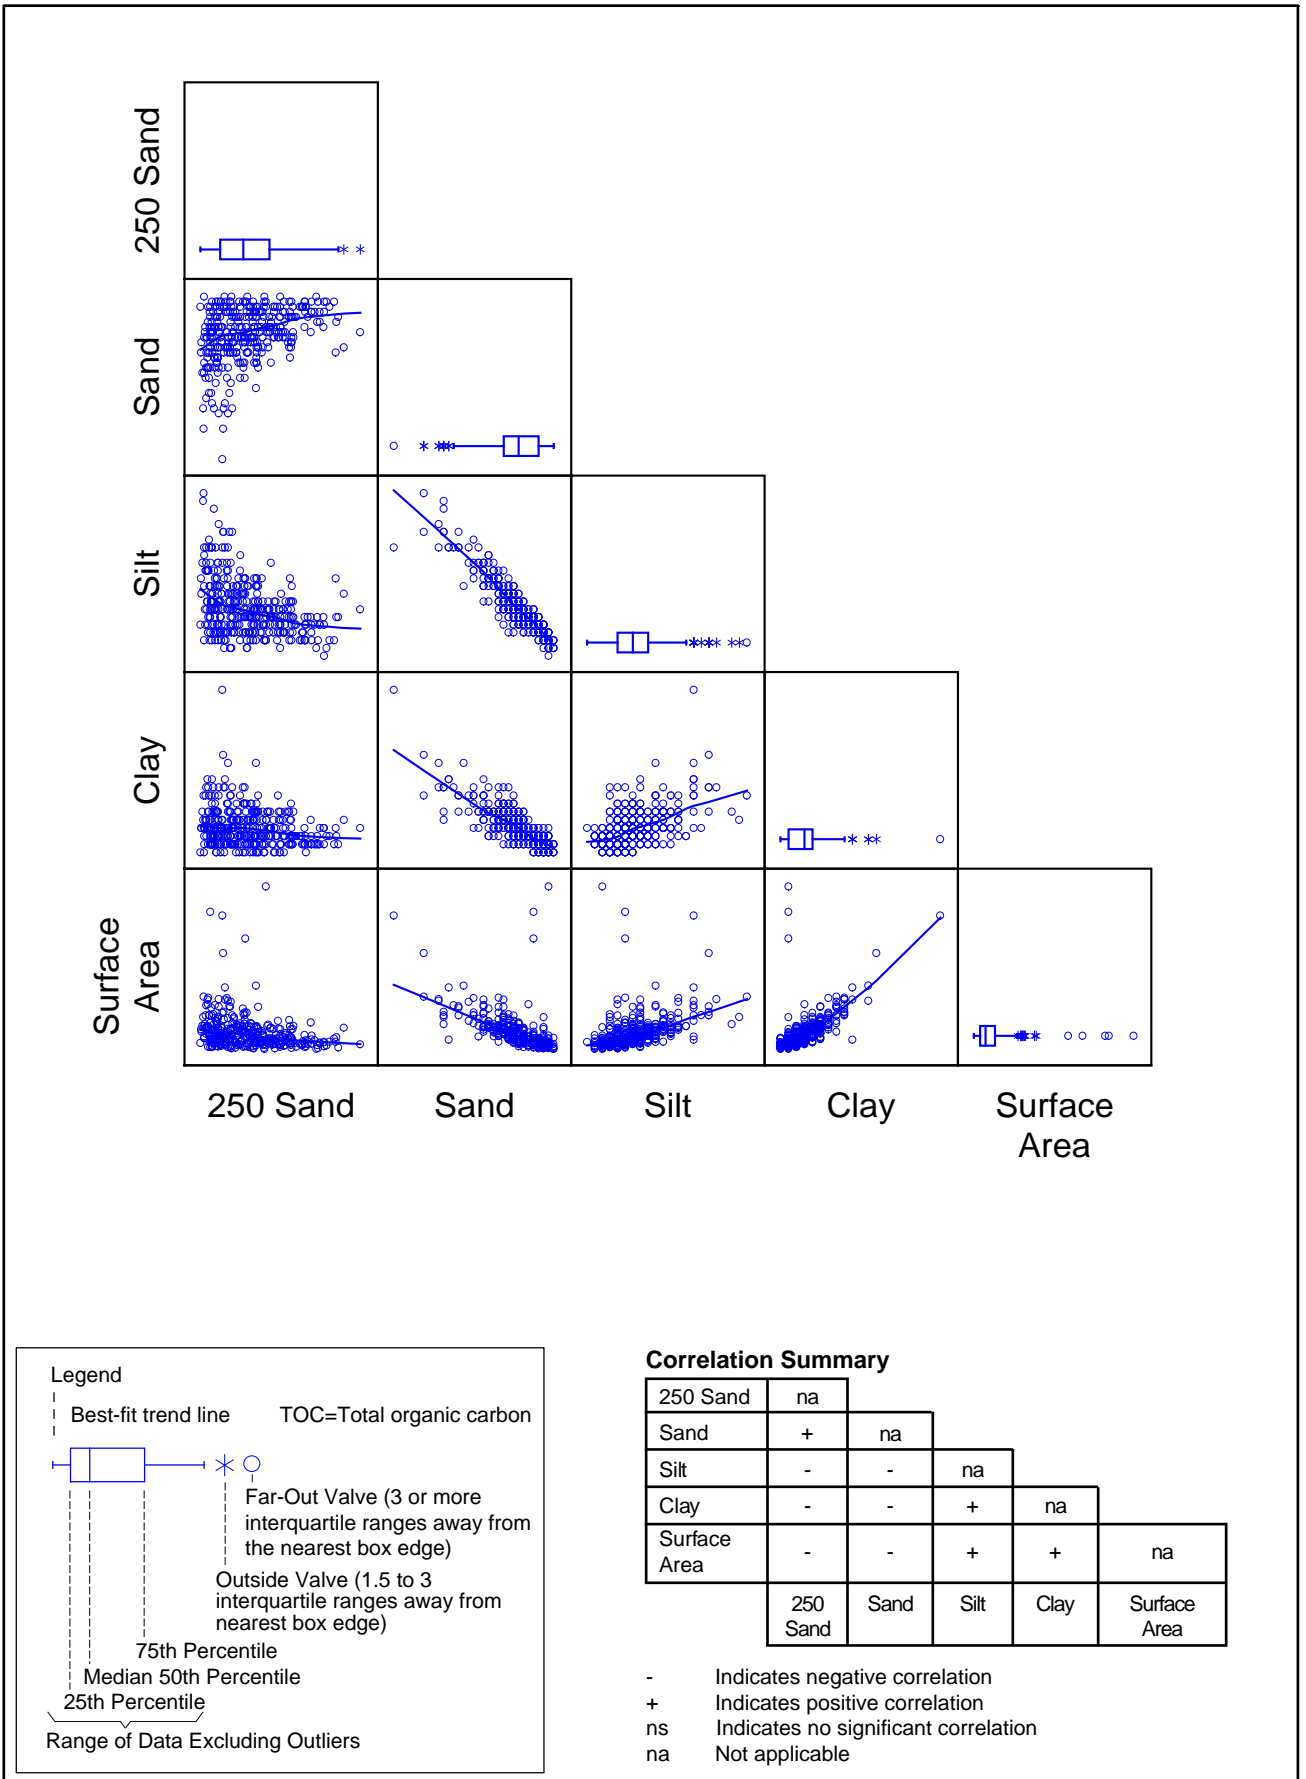 250 Sand
Sand
Silt
Clay
Surface
Area
250 Sand Sand Silt Clay Surface
Area
Legend
Best-fit trend line TOC=Total organic carbon
Far-Out Valve (3 or more
interquartile ranges away from
the nearest box edge)
Outside Valve (1.5 to 3
interquartile ranges away from
nearest box edge)
75th Percentile
Median 50th Percentile
25th Percentile
Range of Data Excluding Outliers
Correlation Summary
250 Sand na
Sand + na
Silt - - na
Clay - - + na
Surface
Area - - + + na
250
Sand Sand Silt Clay Surface
Area
- Indicates negative correlation
+ Indicates positive correlation
ns Indicates no significant correlation
na Not applicable